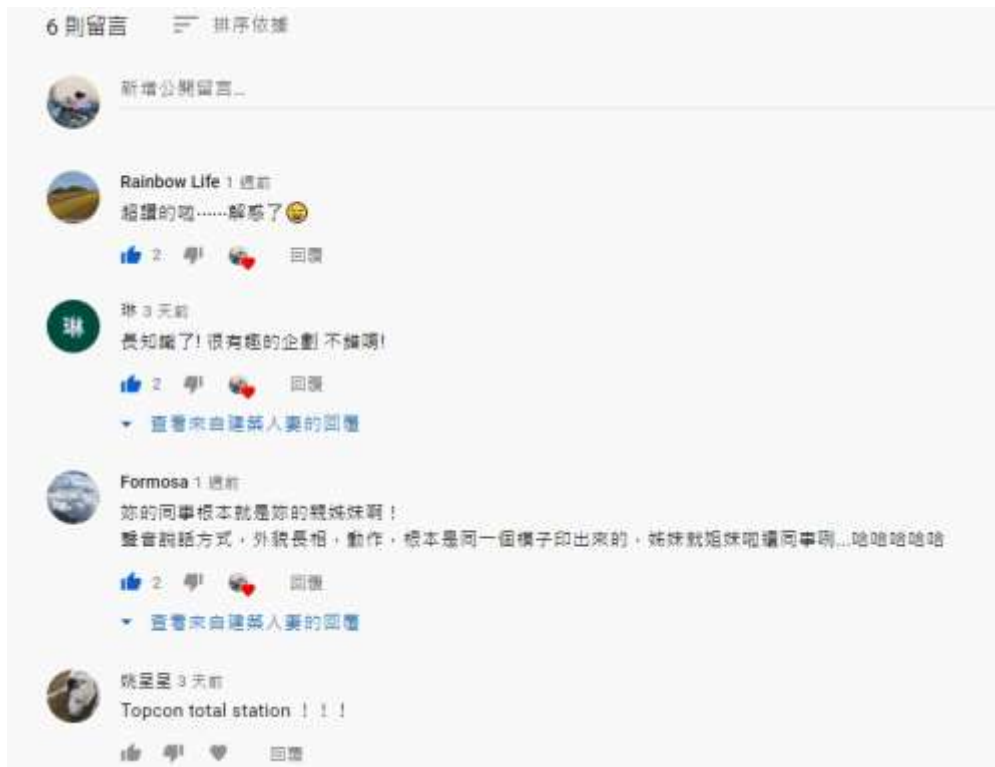 6 則留言 排序依據
新增公開留言...
Rainbow Life 1 週前
超讚的啦⋯⋯解惑了
2 回覆
琳
琳 3 天前
長知識了! 很有趣的企劃 不錯唷!
2 回覆
查看來自建築人妻的回覆
Formosa 1 週前
妳的同事根本就是妳的親姊妹啊！
聲音說話方式，外貌長相，動作，根本是同一個模子印出來的，姊妹就姐妹啦還同事咧...哈哈哈哈哈
2 回覆
查看來自建築人妻的回覆
姚呈呈 3 天前
Topcon total station ！！！
回覆